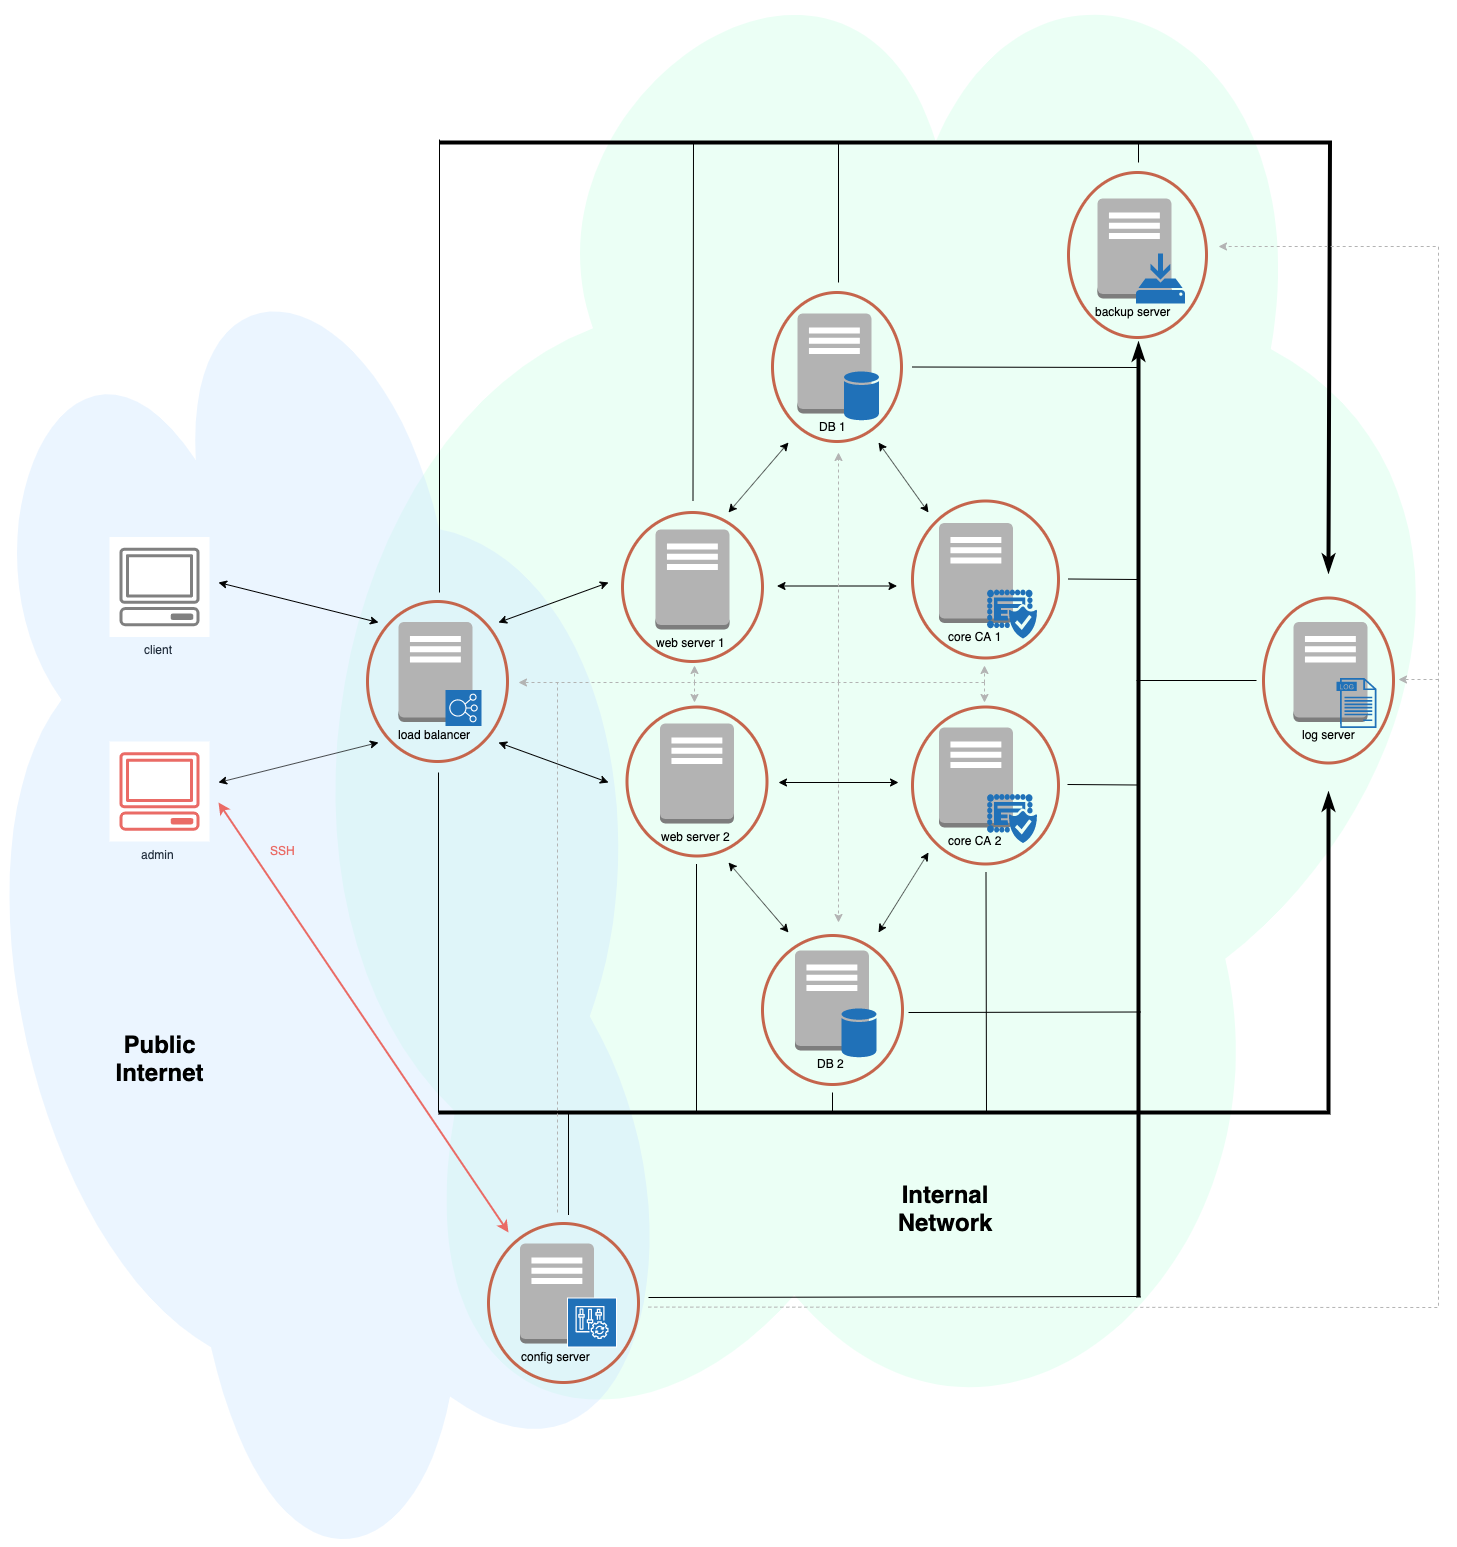 backup server
DB 1
web server 1
core CA 1
client
load balancer
log server
LOG
web server 2
core CA 2
admin
SSH
Public
Internet
DB 2
Internal
Network
config server